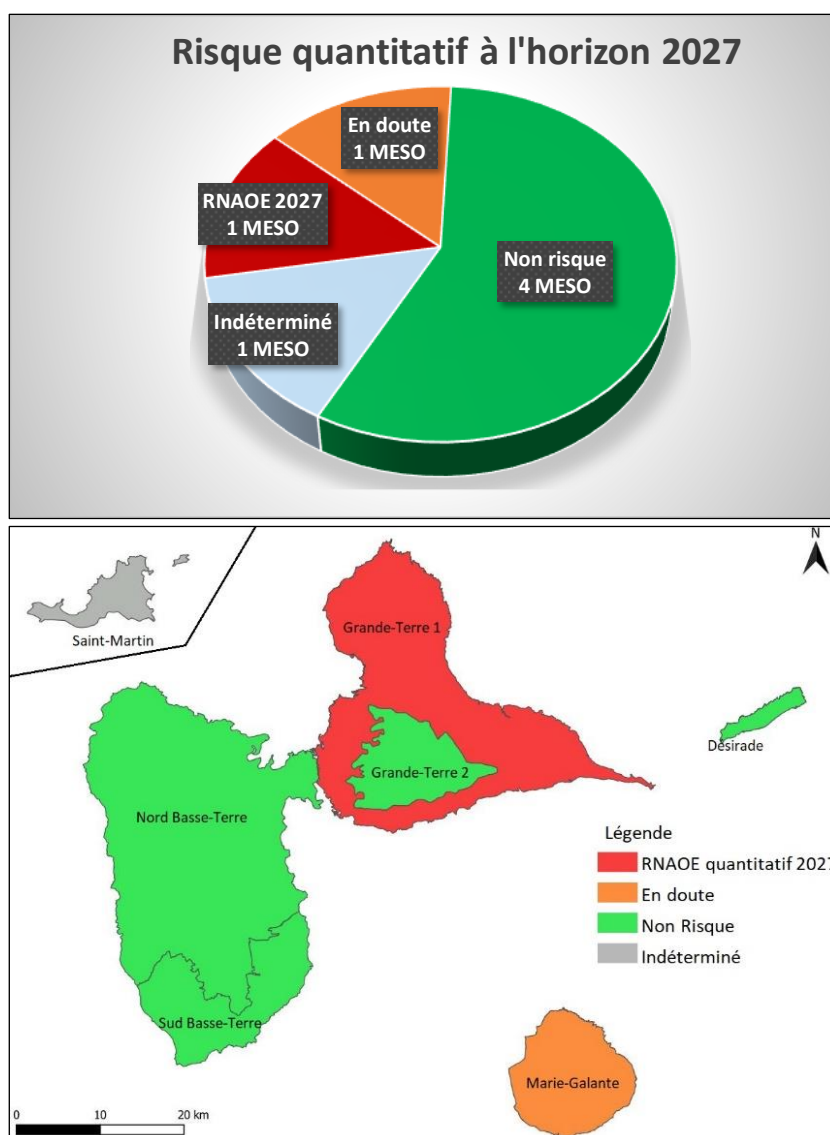 Risque quantitatif à l'horizon 2027
En doute
1 MESO
RNAOE 2027
1 MESO
Non risque
4 MESO
Indéterminé
1 MESO
N
Saint-Martin
Grande-Terre 1
Désirade
Grande-Terre 2
Nord Basse-Terre
Légende
RNAOE quantitatif 2027
En doute
Non Risque
Indéterminé
Sud Basse-Terre
Marie-Galante
0 10 20 km